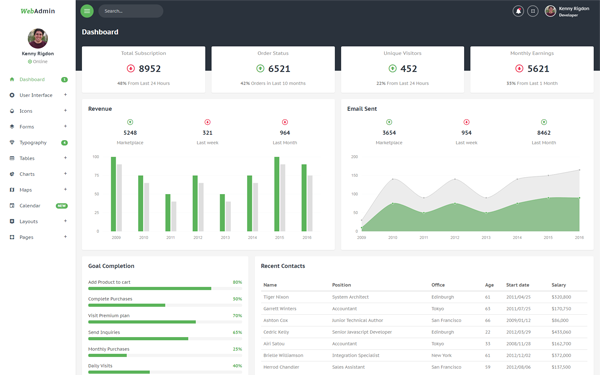 WebAdmin
Search...
Kenny Rigdon
Developer
Kenny Rigdon
Online
Dashboard
User Interface
Icons
Forms
Typography
Tables
Charts
Maps
Calendar NEW
Layouts
Pages
Dashboard
Total Subscription
8952
48% From Last 24 Hours
Order Status
6521
42% Orders in Last 10 months
Unique Visitors
452
22% From Last 24 Hours
Monthly Earnings
5621
35% From Last 1 Month
Revenue
5248 321 964
Marketplace Last week Last Month
100
75
50
25
0
2009 2010 2011 2012 2013 2014 2015 2016
Email Sent
3654 954 8462
Marketplace Last week Last Month
200
150
100
50
0
2009 2010 2011 2012 2013 2014 2015 2016
Goal Completion
Add Product to cart 80%
Complete Purchases 50%
Visit Premium plan 70%
Send Inquiries 65%
Monthly Purchases 25%
Daily Visits 40%
Recent Contacts
Name Position Office Age Start date Salary
Tiger Nixon System Architect Edinburgh 61 2011/04/25 $320,800
Garrett Winters Accountant Tokyo 63 2011/07/25 $170,750
Ashton Cox Junior Technical Author San Francisco 66 2009/01/12 $86,000
Cedric Kelly Senior Javascript Developer Edinburgh 22 2012/03/29 $433,060
Airi Satou Accountant Tokyo 33 2008/11/28 $162,700
Brielle Williamson Integration Specialist New York 61 2012/12/02 $372,000
Herrod Chandler Sales Assistant San Francisco 59 2012/08/06 $137,500